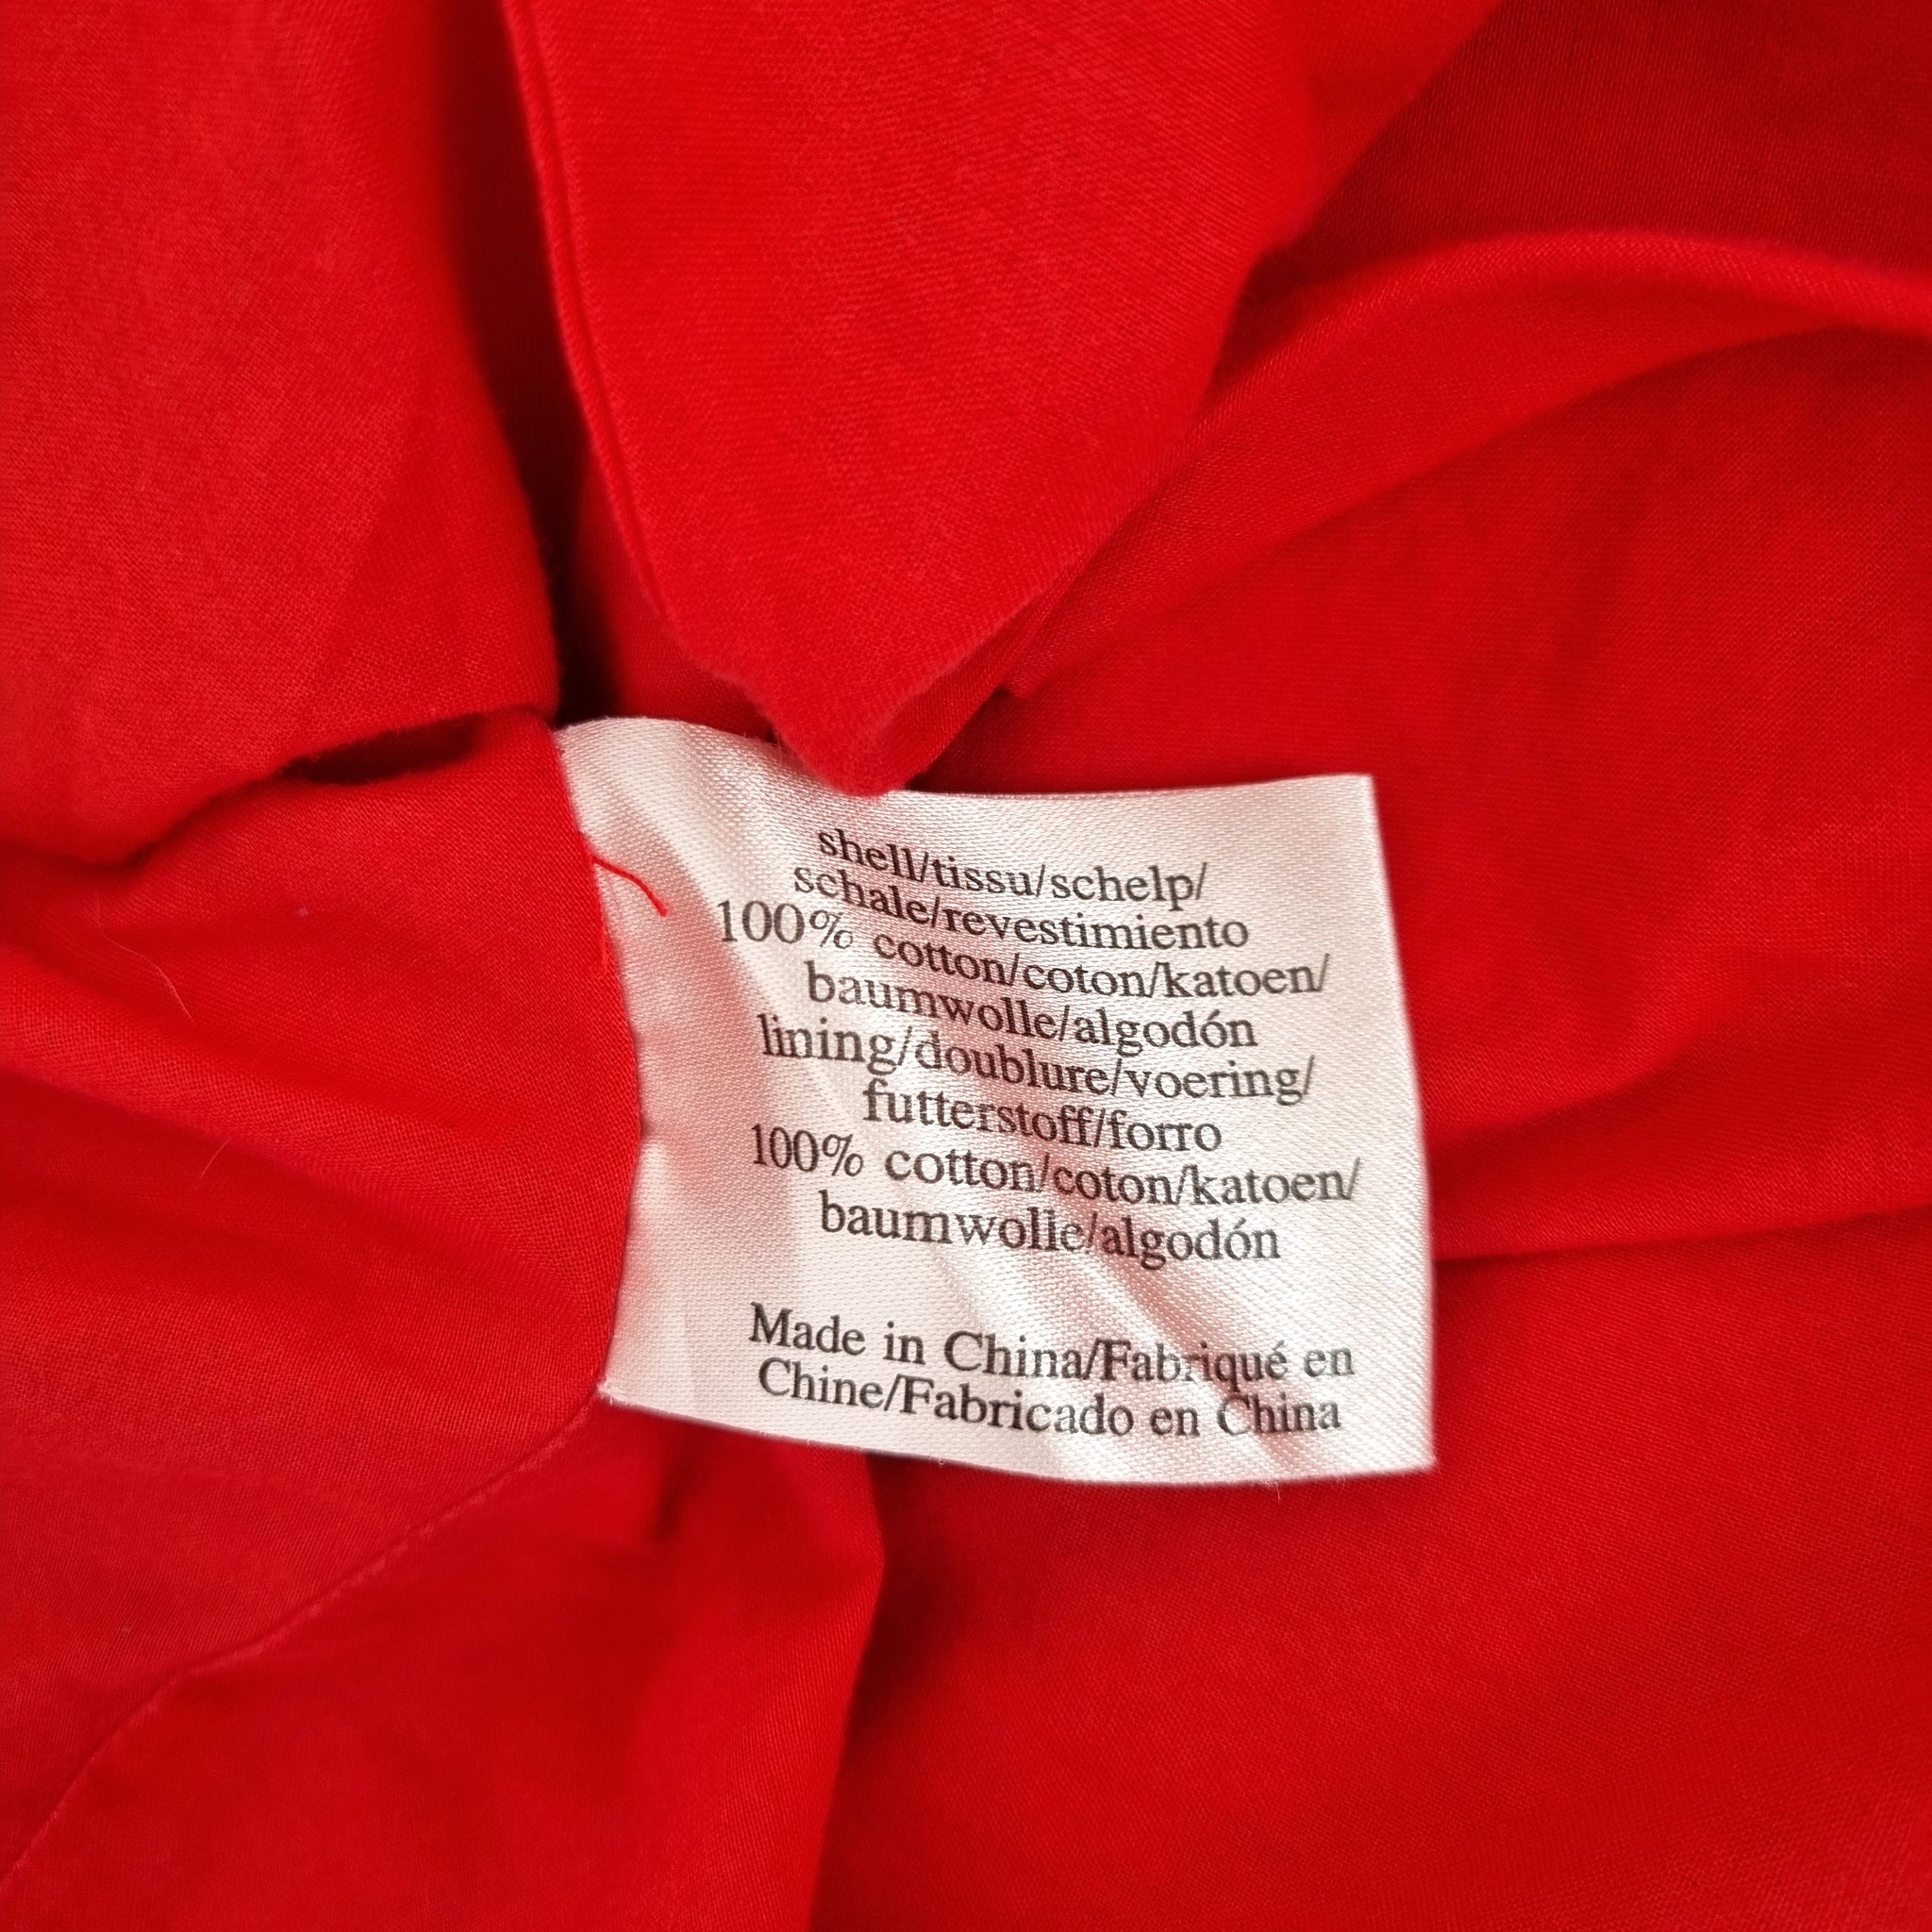 shell/tissu/schelp/
schale/revestimiento
100% cotton/coton/katoen/
baumwolle/algodón
lining/doublure/voering/
futterstoff/forro
100% cotton/coton/katoen/
baumwolle/algodón
Made in China/Fabriqué en
Chine/Fabricado en China